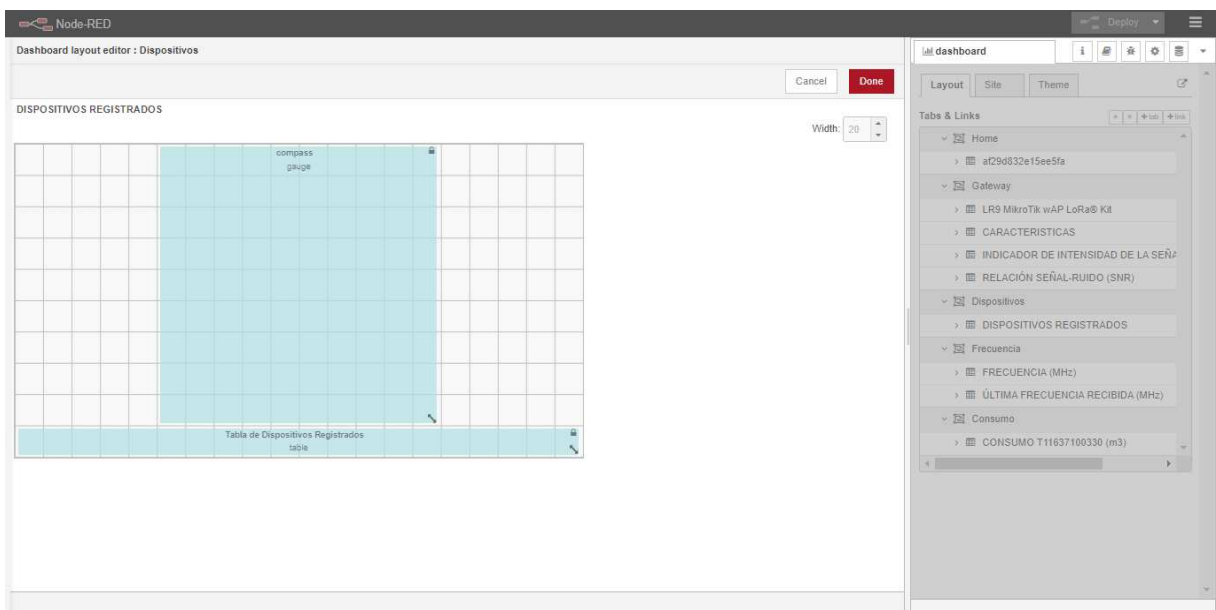 Node-RED
Deploy
Dashboard layout editor : Dispositivos
dashboard
Cancel
Done
Layout
Site
Theme
DISPOSITIVOS REGISTRADOS
Width: 20
Tabs & Links
tab
link
compass
gauge
Home
af29d832e15ee5fa
Gateway
LR9 MikroTik wAP LoRa® Kit
CARACTERISTICAS
INDICADOR DE INTENSIDAD DE LA SEÑA
RELACIÓN SEÑAL-RUIDO (SNR)
Dispositivos
DISPOSITIVOS REGISTRADOS
Frecuencia
FRECUENCIA (MHz)
ÚLTIMA FRECUENCIA RECIBIDA (MHz)
Consumo
CONSUMO T11637100330 (m3)
Tabla de Dispositivos Registrados
table